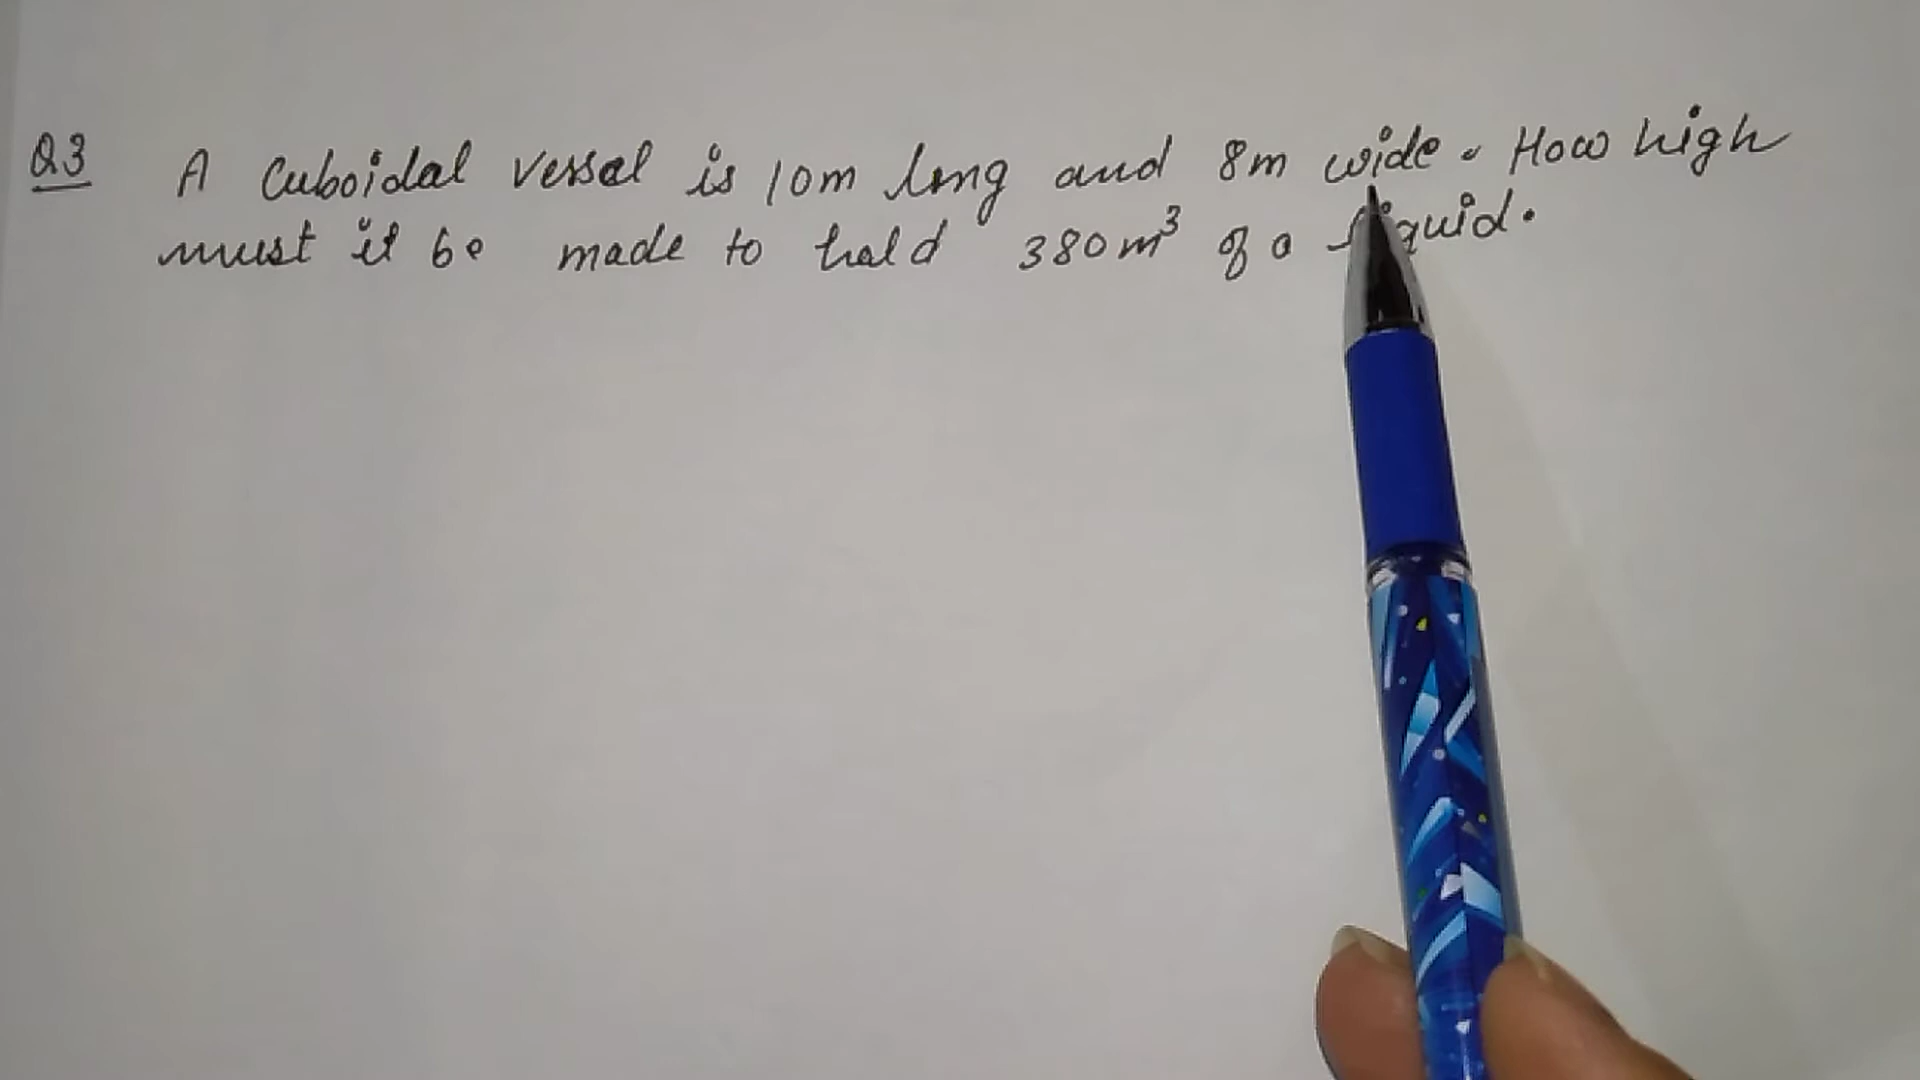 Q3 A Cuboidal vessel is 10m long and 8m wide. How high
must it be made to hold 380m³ of a liquid.